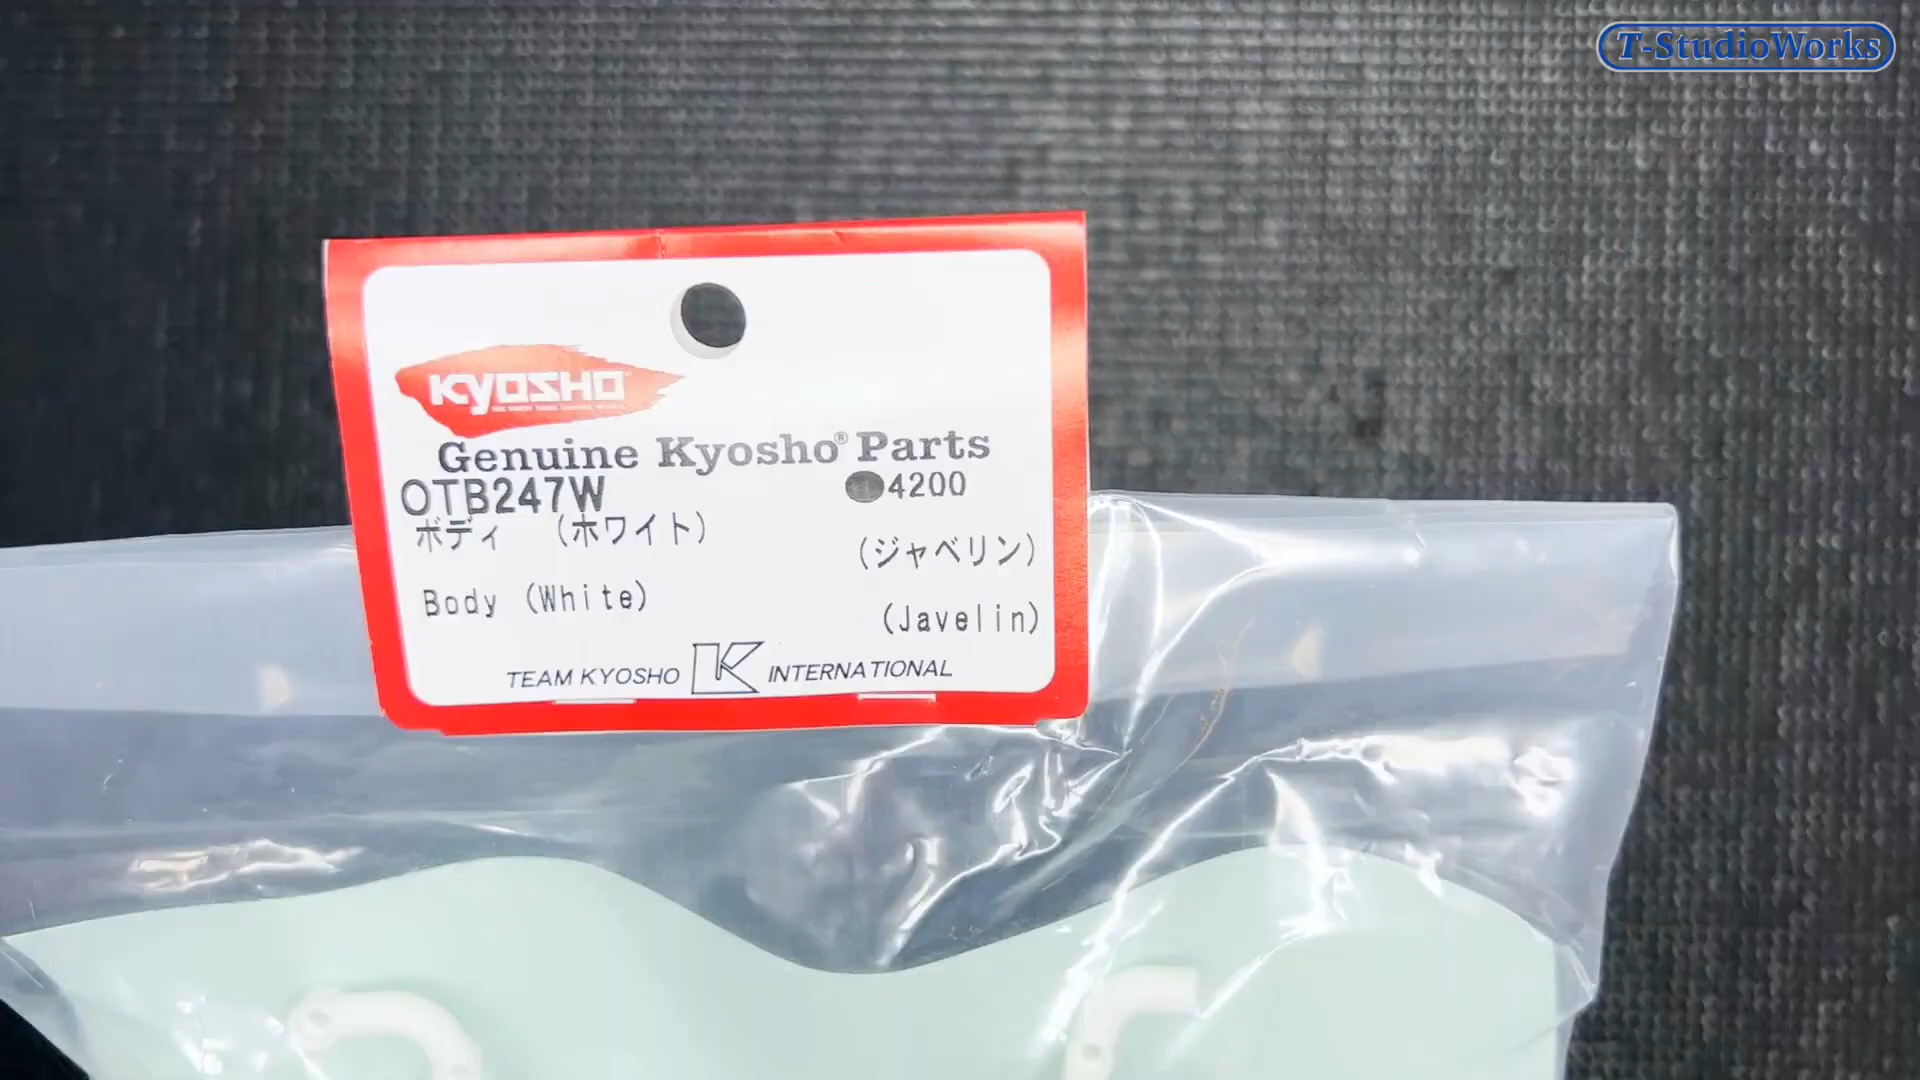 T-StudioWorks
KYOSHO
Genuine Kyosho® Parts
OTB247W ●4200
ボディ (ホワイト) (ジャベリン)
Body (White) (Javelin)
TEAM KYOSHO K INTERNATIONAL